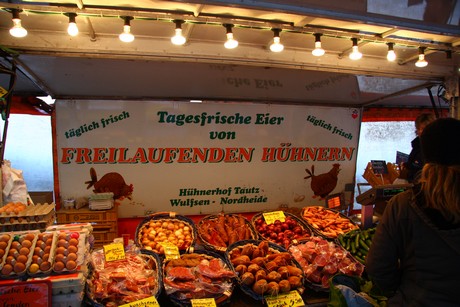 täglich frisch
Tagesfrische Eier
von
täglich frisch
FREILAUFENDEN HÜHNERN
Hühnerhof Tautz
Wulfsen - Nordheide